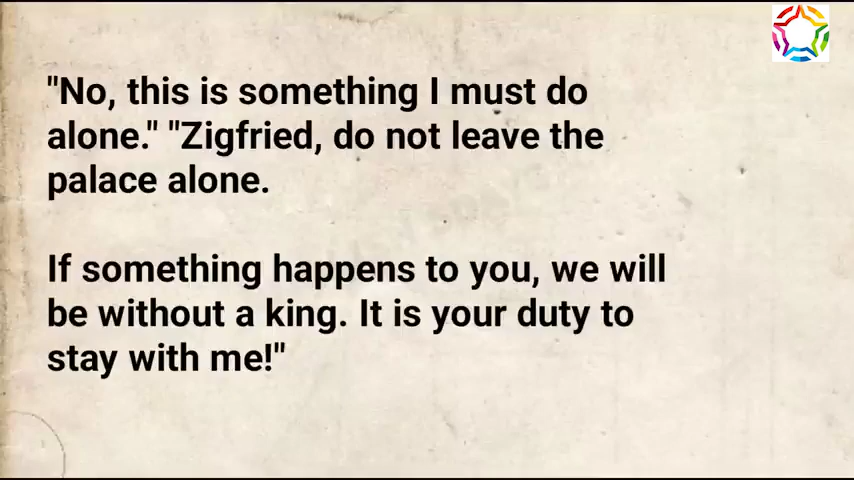 "No, this is something I must do
alone." "Zigfried, do not leave the
palace alone.
If something happens to you, we will
be without a king. It is your duty to
stay with me!"